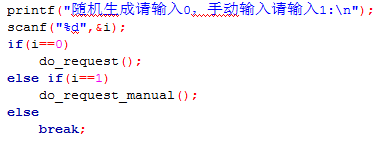 printf("随机生成请输入0，手动输入请输入1:\n");
scanf("%d",&i);
if(i==0)
    do_request();
else if(i==1)
    do_request_manual();
else
    break;